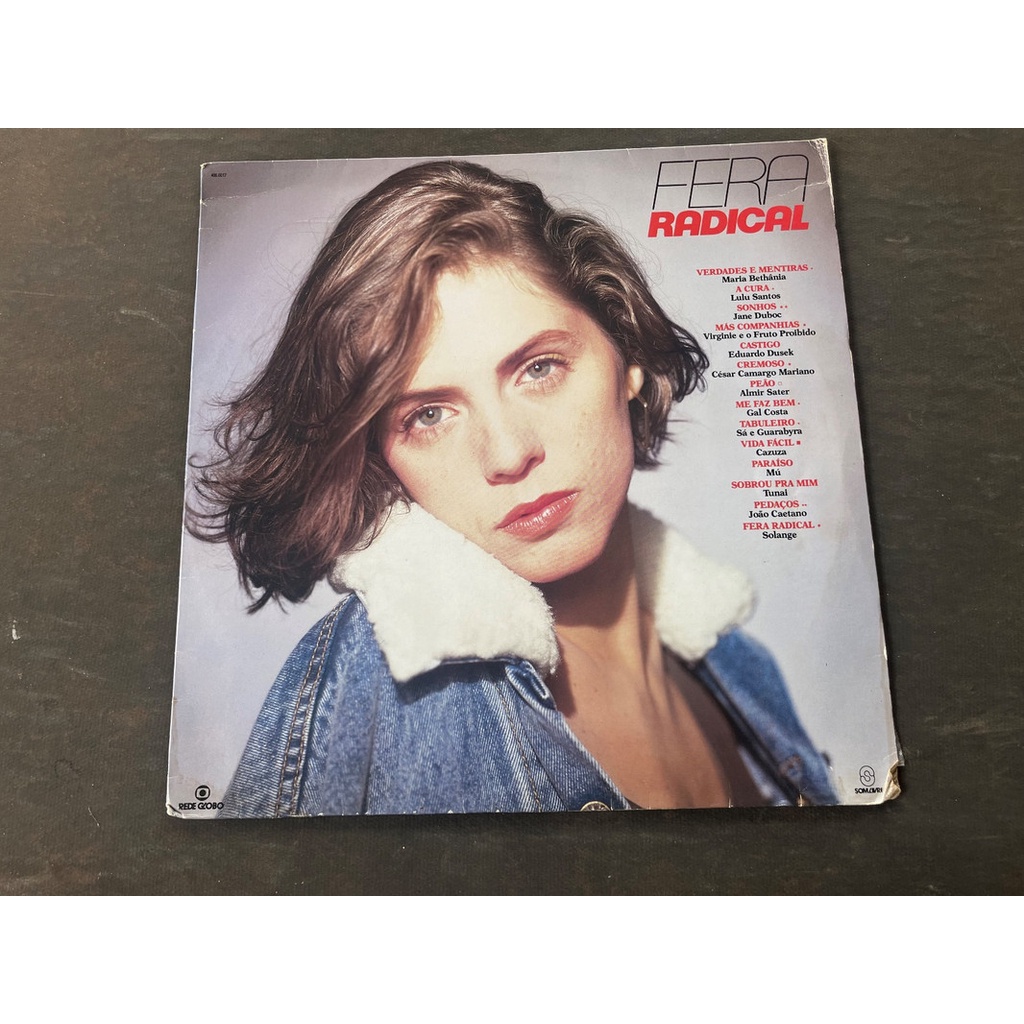 FERA
RADICAL
VERDADES E MENTIRAS
Maria Bethânia
A CURA
Lulu Santos
SONHOS
Jane Duboc
MÁS COMPANHIAS
Virginie e o Fruto Proibido
CASTIGO
Eduardo Dusek
CREMOSO
César Camargo Mariano
PEÃO
Almir Sater
ME FAZ BEM
Gal Costa
TABULEIRO
Sá e Guarabyra
VIDA FÁCIL
Cazuza
PARAÍSO
Mú
SOBROU PRA MIM
Tunai
PEDAÇOS
João Caetano
FERA RADICAL
Solange
REDE GLOBO
SOM LIVRE